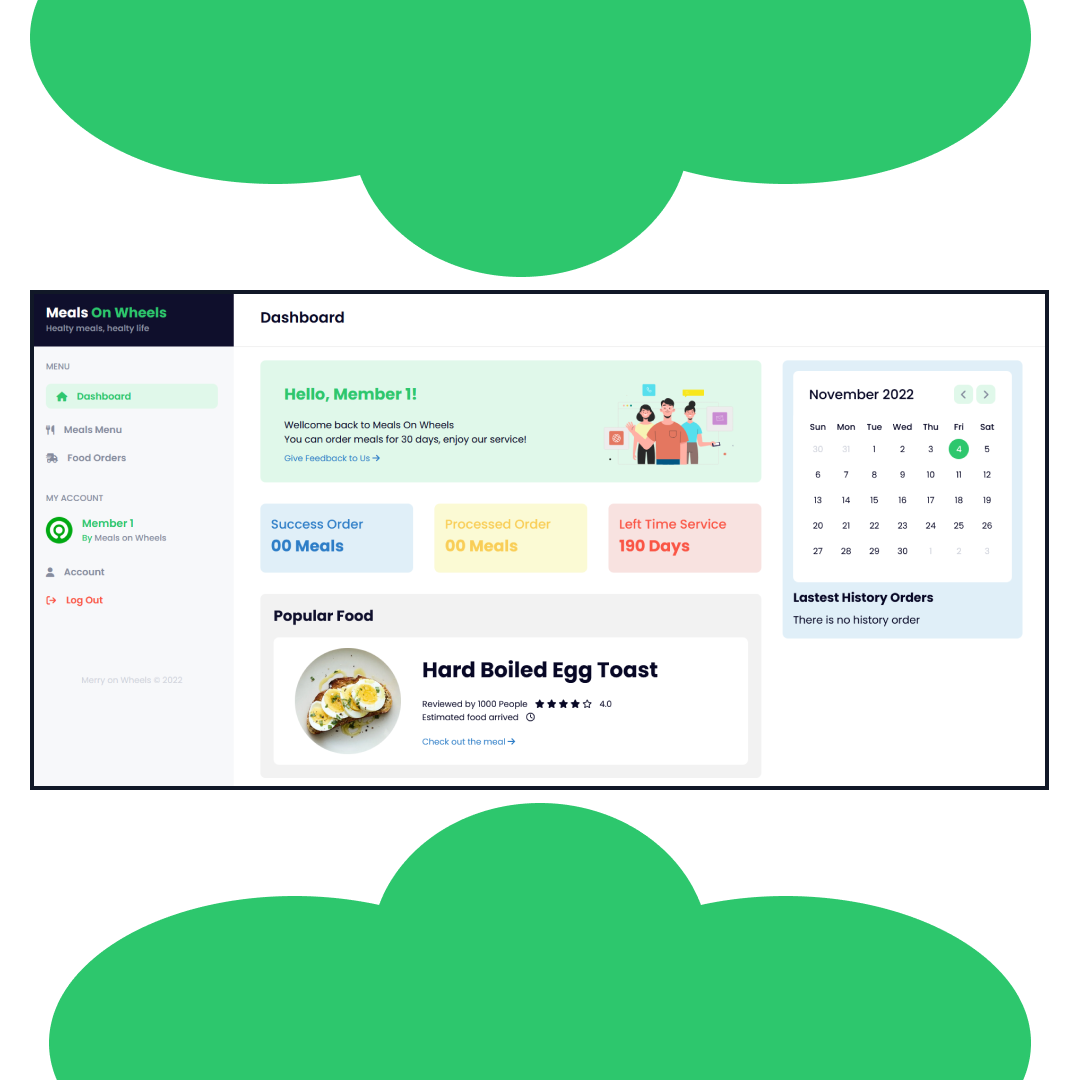 Meals On Wheels
Healty meals, healty life
MENU
Dashboard
Meals Menu
Food Orders
MY ACCOUNT
Member 1
By Meals on Wheels
Account
Log Out
Merry on Wheels © 2022
Dashboard
Hello, Member 1!
Wellcome back to Meals On Wheels
You can order meals for 30 days, enjoy our service!
Give Feedback to Us →
Success Order
00 Meals
Processed Order
00 Meals
Left Time Service
190 Days
Popular Food
Hard Boiled Egg Toast
Reviewed by 1000 People ★★★★☆ 4.0
Estimated food arrived
Check out the meal →
November 2022
Sun Mon Tue Wed Thu Fri Sat
30 31 1 2 3 4 5
6 7 8 9 10 11 12
13 14 15 16 17 18 19
20 21 22 23 24 25 26
27 28 29 30 1 2 3
Lastest History Orders
There is no history order